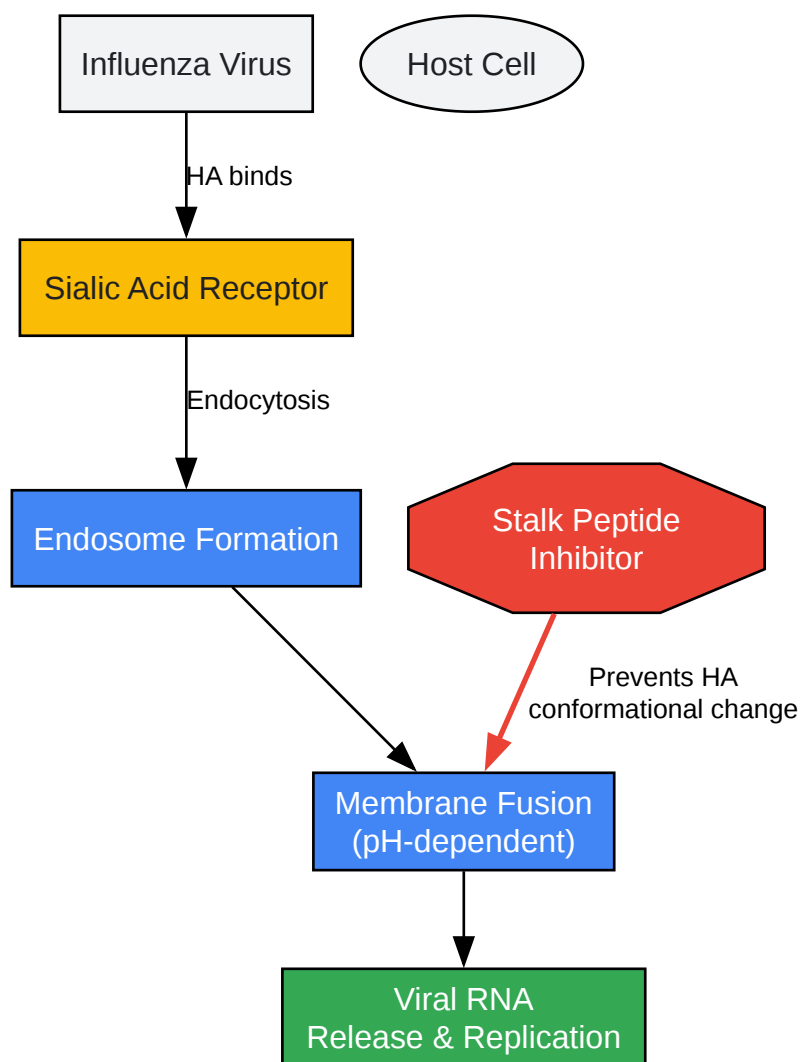 Influenza Virus
Host Cell
HA binds
Sialic Acid Receptor
Endocytosis
Endosome Formation
Stalk Peptide
Inhibitor
Prevents HA
conformational change
Membrane Fusion
(pH-dependent)
Viral RNA
Release & Replication